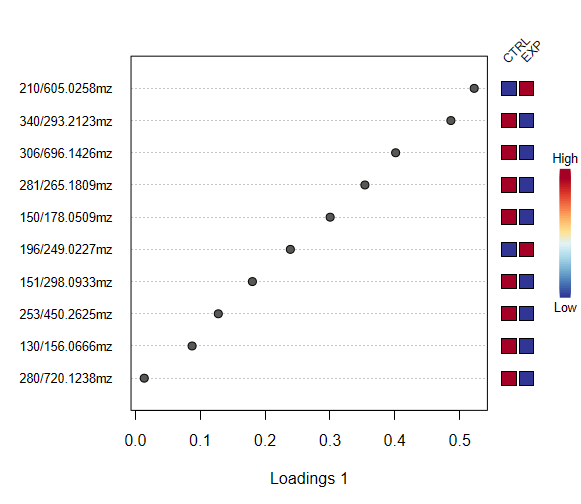 CTRL
EXP
210/605.0258mz
340/293.2123mz
306/696.1426mz
281/265.1809mz
150/178.0509mz
196/249.0227mz
151/298.0933mz
253/450.2625mz
130/156.0666mz
280/720.1238mz
High
Low
0.0 0.1 0.2 0.3 0.4 0.5
Loadings 1